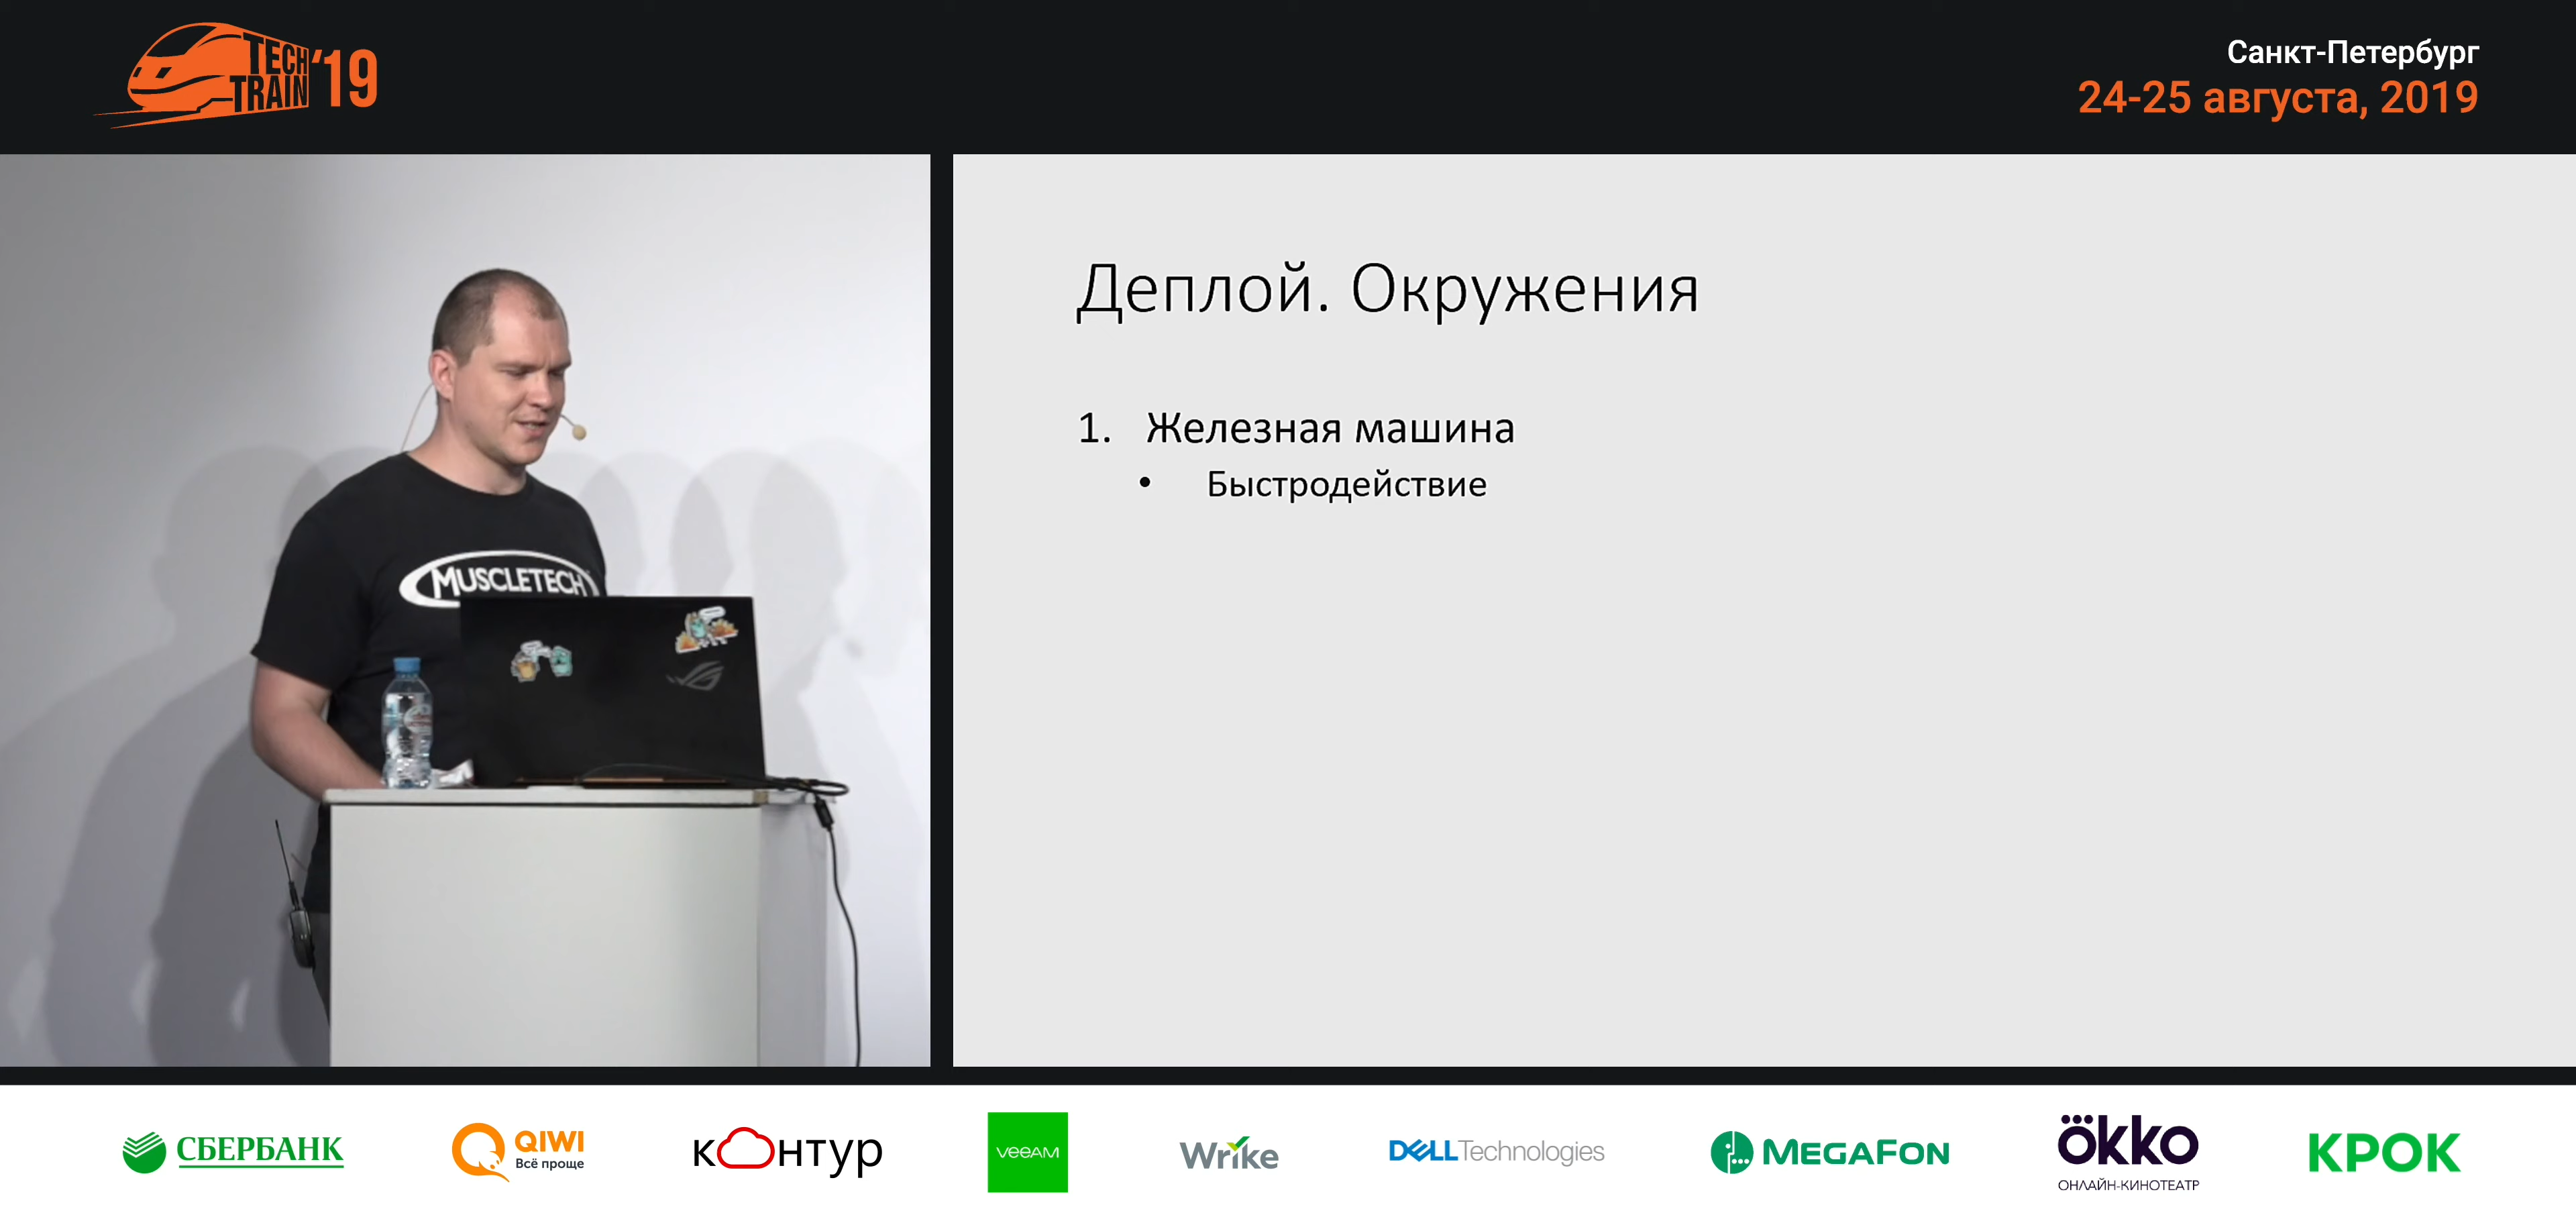 TECH
TRAIN'19
Санкт-Петербург
24-25 августа, 2019
Деплой. Окружения
1. Железная машина
• Быстродействие
MUSCLETECH
СБЕРБАНК
QIWI
Всё проще
кОнтур
veeAM
Wrike
DELL Technologies
MEGAFON
ökko
ОНЛАЙН-КИНОТЕАТР
КРОК